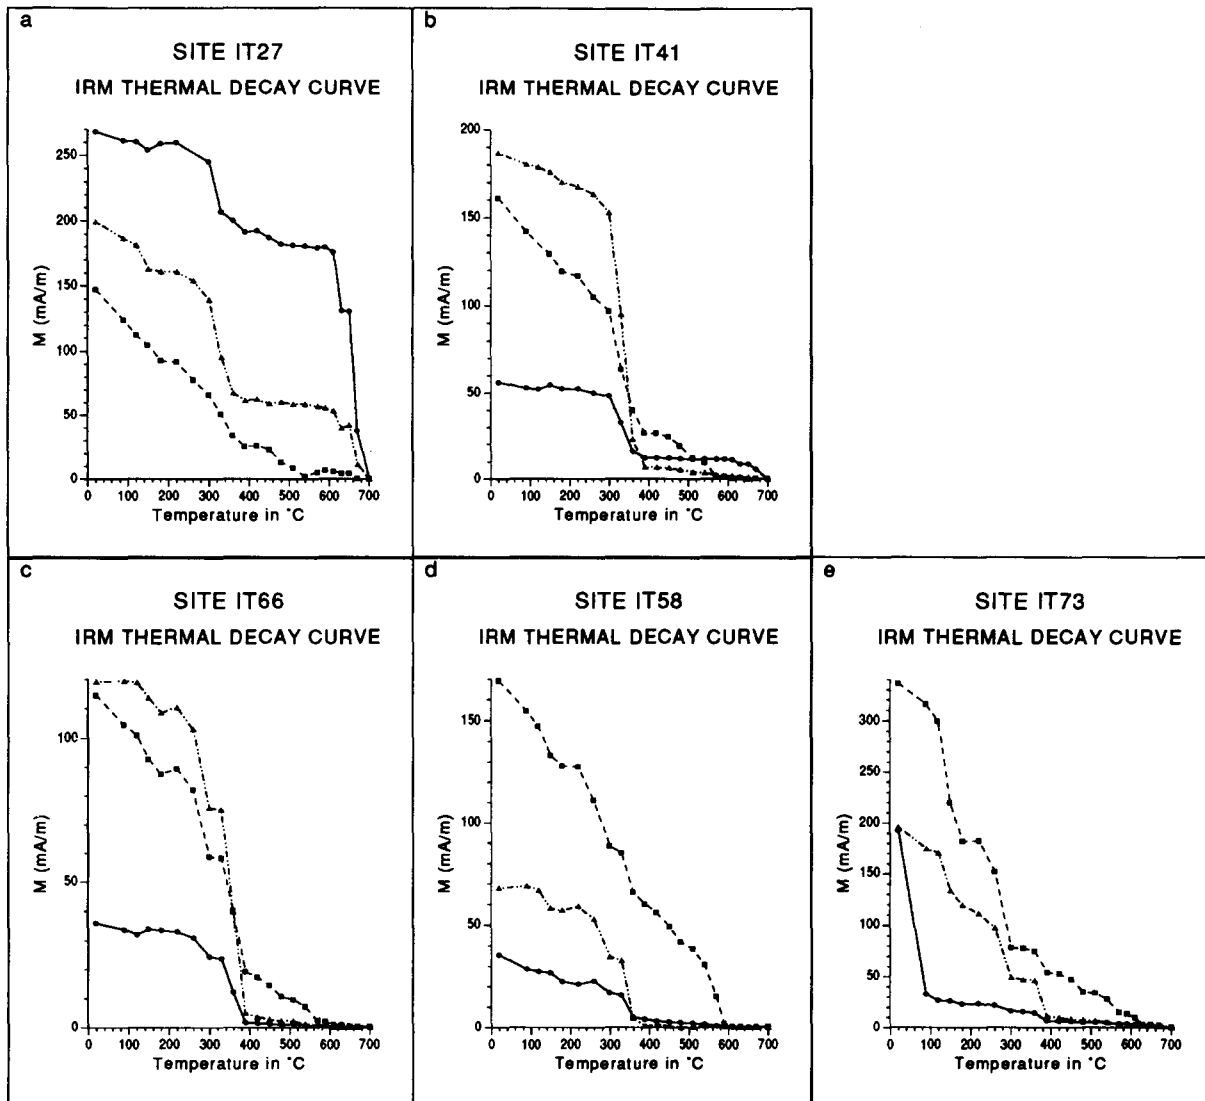 a
SITE IT27
IRM THERMAL DECAY CURVE
M (mA/m)
250
200
150
100
50
0
0 100 200 300 400 500 600 700
Temperature in °C
b
SITE IT41
IRM THERMAL DECAY CURVE
M (mA/m)
200
150
100
50
0
0 100 200 300 400 500 600 700
Temperature in °C
c
SITE IT66
IRM THERMAL DECAY CURVE
M (mA/m)
100
50
0
0 100 200 300 400 500 600 700
Temperature in °C
d
SITE IT58
IRM THERMAL DECAY CURVE
M (mA/m)
150
100
50
0
0 100 200 300 400 500 600 700
Temperature in °C
e
SITE IT73
IRM THERMAL DECAY CURVE
M (mA/m)
300
250
200
150
100
50
0
0 100 200 300 400 500 600 700
Temperature in °C